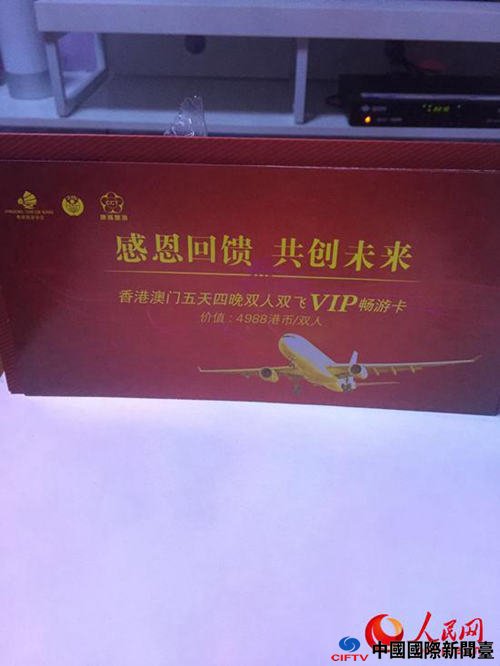 感恩回馈 共创未来
香港澳门五天四晚双人双飞VIP畅游卡
价值：4988港币/双人
人民网
CIFTV 中國國際新聞臺